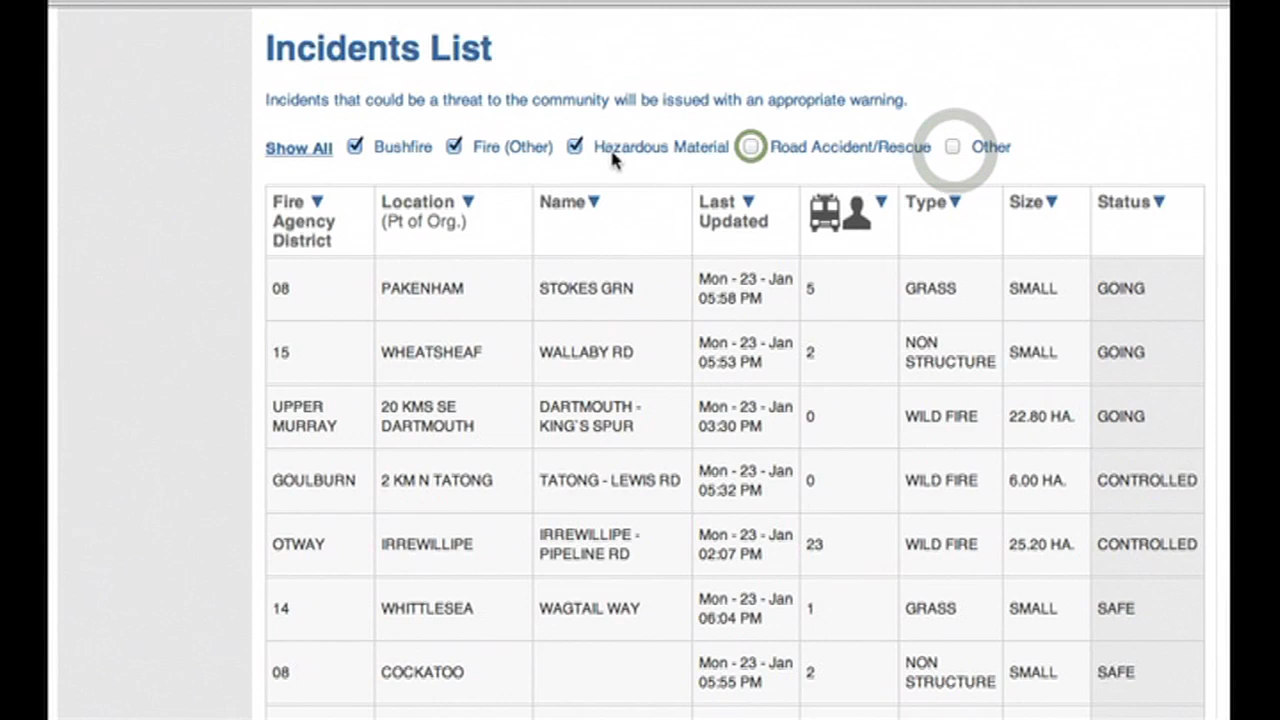 Incidents List
Incidents that could be a threat to the community will be issued with an appropriate warning.
Show All Bushfire Fire (Other) Hazardous Material Road Accident/Rescue Other
Fire Agency District Location (Pt of Org.) Name Last Updated Type Size Status
08 PAKENHAM STOKES GRN Mon - 23 - Jan 05:58 PM 5 GRASS SMALL GOING
15 WHEATSHEAF WALLABY RD Mon - 23 - Jan 05:53 PM 2 NON STRUCTURE SMALL GOING
UPPER MURRAY 20 KMS SE DARTMOUTH DARTMOUTH - KING`S SPUR Mon - 23 - Jan 03:30 PM 0 WILD FIRE 22.80 HA. GOING
GOULBURN 2 KM N TATONG TATONG - LEWIS RD Mon - 23 - Jan 05:32 PM 0 WILD FIRE 6.00 HA. CONTROLLED
OTWAY IRREWILLIPE IRREWILLIPE - PIPELINE RD Mon - 23 - Jan 02:07 PM 23 WILD FIRE 25.20 HA. CONTROLLED
14 WHITTLESEA WAGTAIL WAY Mon - 23 - Jan 06:04 PM 1 GRASS SMALL SAFE
08 COCKATOO Mon - 23 - Jan 05:55 PM 2 NON STRUCTURE SMALL SAFE